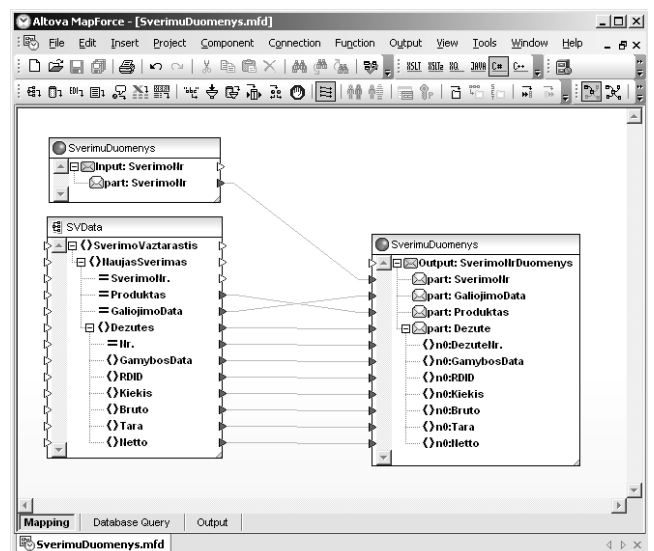 Altova MapForce - [SverimuDuomenys.mfd]
File Edit Insert Project Component Connection Function Output View Tools Window Help
XSLT XSLT2 XQ JAVA C# C++
SverimuDuomenys
Input: SverimoNr
part: SverimoNr
SVData
{}SverimoVaztarastis
{}NaujasSverimas
=SverimoNr.
=Produktas
=GaliojimoData
{}Dezutes
=Nr.
{}GamybosData
{}RDID
{}Kiekis
{}Bruto
{}Tara
{}Netto
SverimuDuomenys
Output: SverimoNrDuomenys
part: SverimoNr
part: GaliojimoData
part: Produktas
part: Dezute
{}n0:DezuteNr.
{}n0:GamybosData
{}n0:RDID
{}n0:Kiekis
{}n0:Bruto
{}n0:Tara
{}n0:Netto
Mapping Database Query Output
SverimuDuomenys.mfd